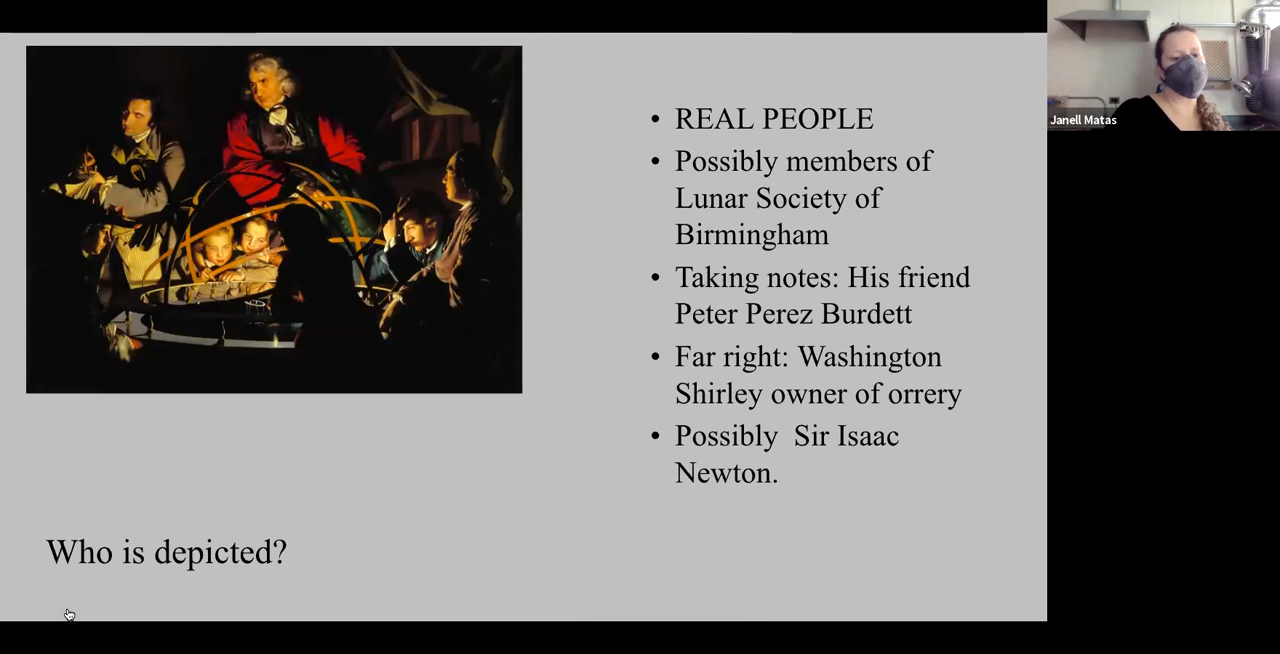 • REAL PEOPLE
• Possibly members of
Lunar Society of
Birmingham
• Taking notes: His friend
Peter Perez Burdett
• Far right: Washington
Shirley owner of orrery
• Possibly  Sir Isaac
Newton.
Who is depicted?
Janell Matas